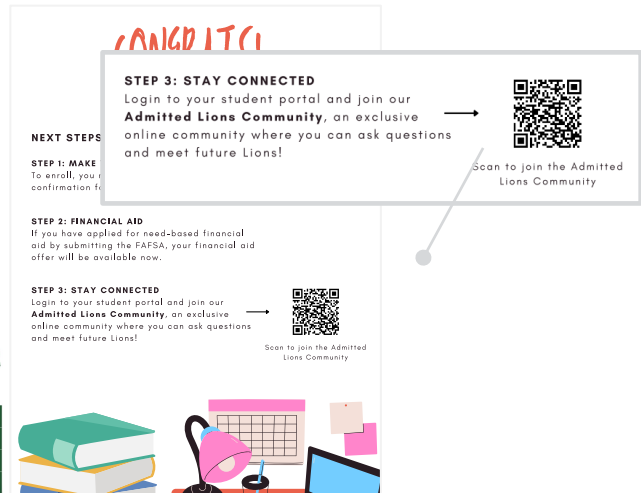 CONGRATS!
STEP 3: STAY CONNECTED
Login to your student portal and join our
Admitted Lions Community, an exclusive
online community where you can ask questions
and meet future Lions!
Scan to join the Admitted
Lions Community
NEXT STEPS
STEP 1: MAKE
To enroll, you
confirmation
STEP 2: FINANCIAL AID
If you have applied for need-based financial
aid by submitting the FAFSA, your financial aid
offer will be available now.
STEP 3: STAY CONNECTED
Login to your student portal and join our
Admitted Lions Community, an exclusive
online community where you can ask questions
and meet future Lions!
Scan to join the Admitted
Lions Community